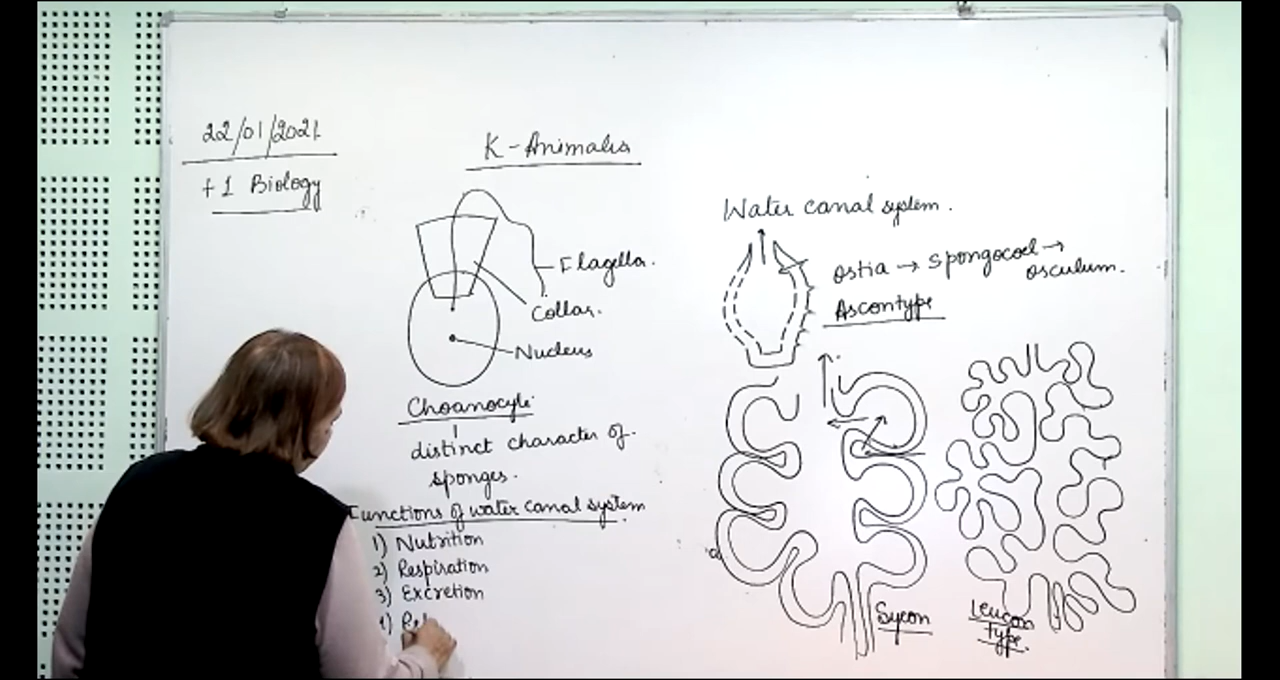 22/01/2021
+1 Biology
K-Animalia
Flagella.
Collar.
Nucleus
Choanocyte
distinct character of
sponges.
Functions of water canal system
1) Nutrition
2) Respiration
3) Excretion
4)
Water canal system.
Ostia → Spongocoel →
osculum.
Ascontype
Sycon
Leucon
type.